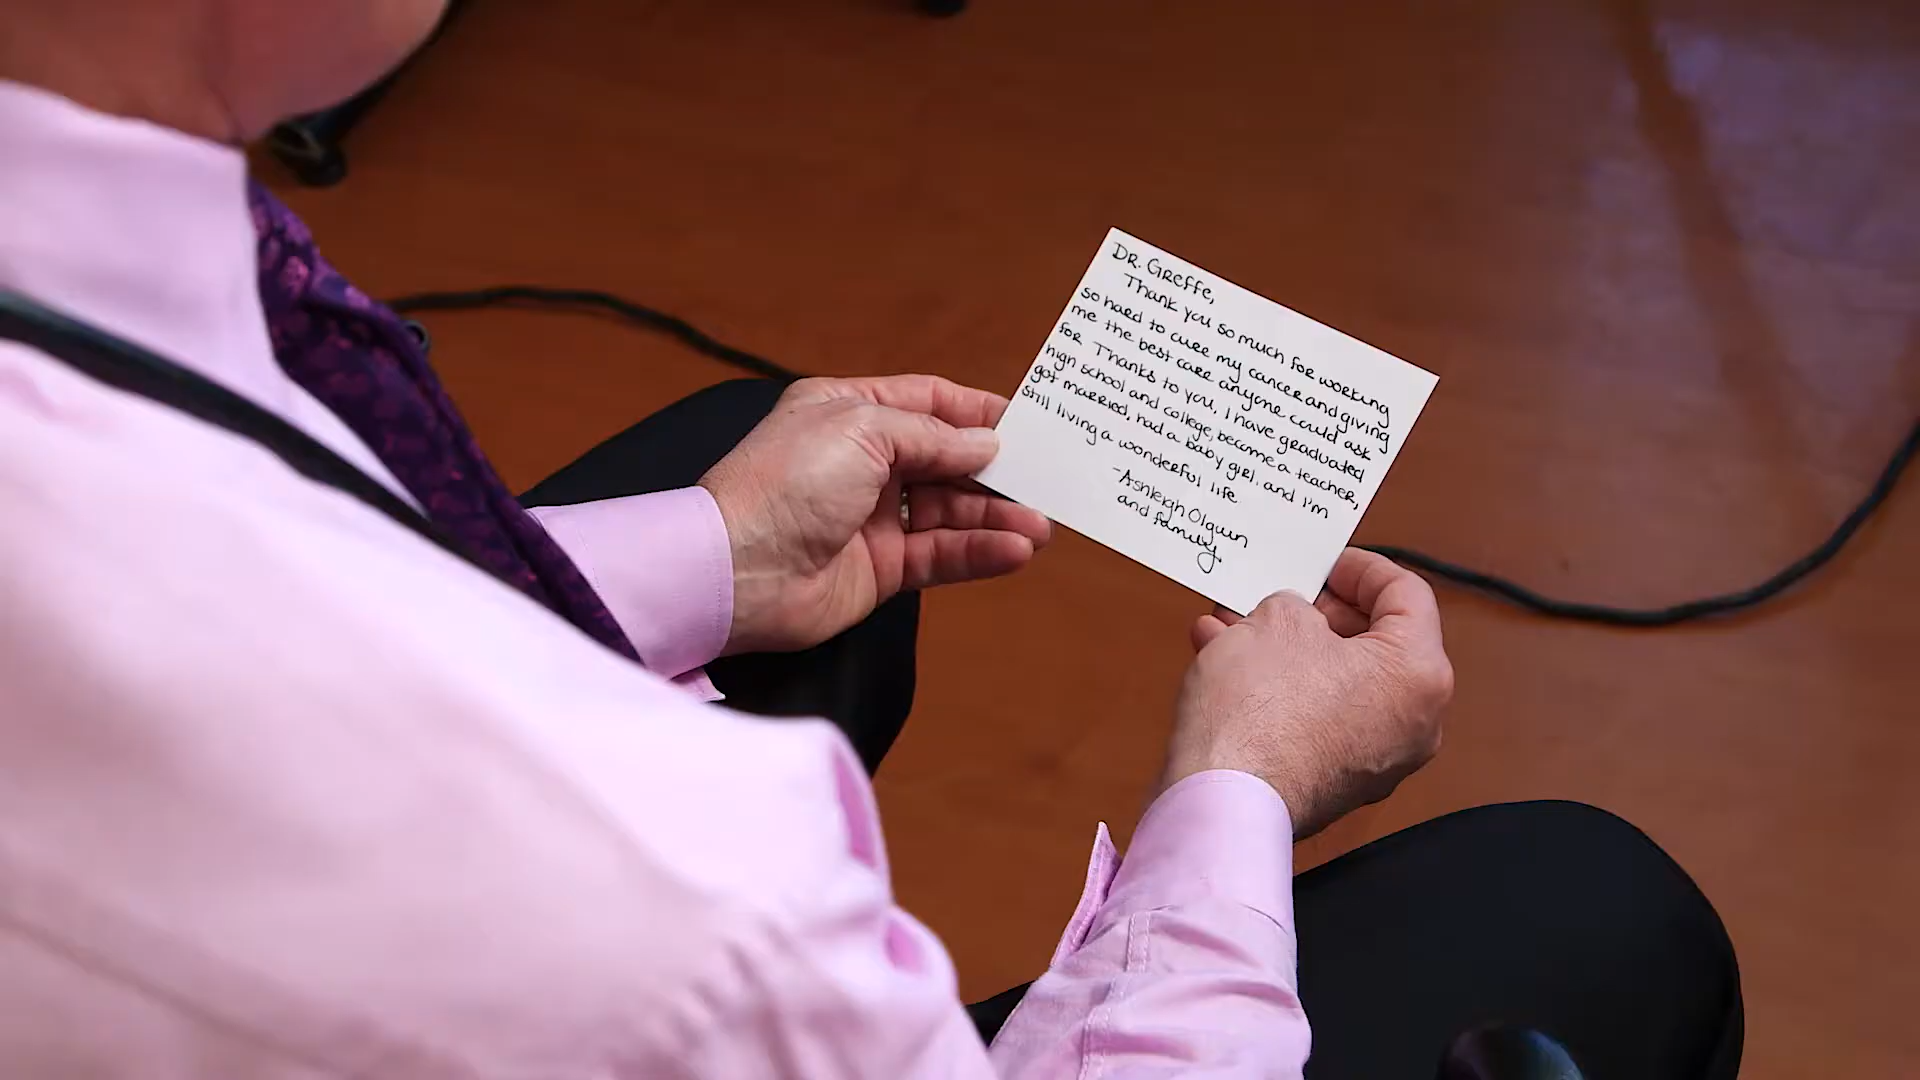 DR. Greffe,
Thank you so much for working
so hard to cure my cancer and giving
me the best care anyone could ask
for. Thanks to you, I have graduated
high school and college, become a teacher,
got married, had a baby girl, and I'm
still living a wonderful life
-Ashleigh Olguin
and family